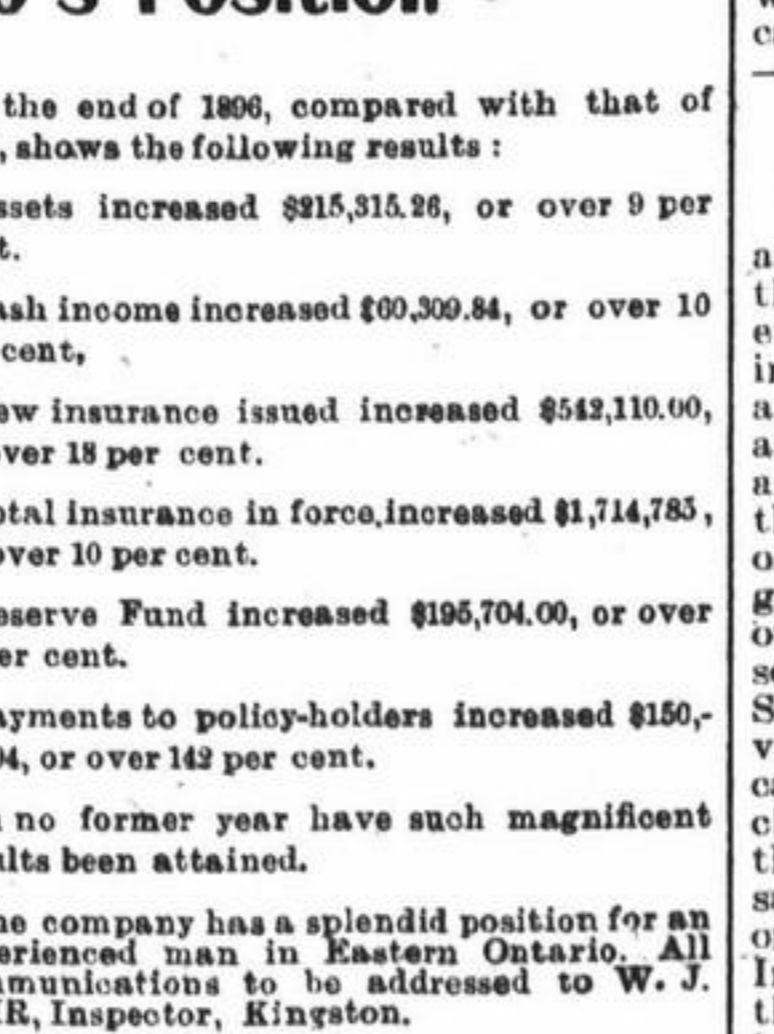 's Position
the end of 1896, compared with that of
, shows the following results :
ssets increased $215,315.26, or over 9 per
t.
ash income increased $60,309.84, or over 10
cent,
ew insurance issued increased $542,110.00,
ver 18 per cent.
otal insurance in force, increased $1,714,785,
over 10 per cent.
eserve Fund increased $195,704.00, or over
er cent.
ayments to policy-holders increased $150,-
04, or over 142 per cent.
no former year have such magnificent
ults been attained.
he company has a splendid position for an
erienced man in Eastern Ontario. All
mmunications to be addressed to W. J.
IR, Inspector, Kingston.